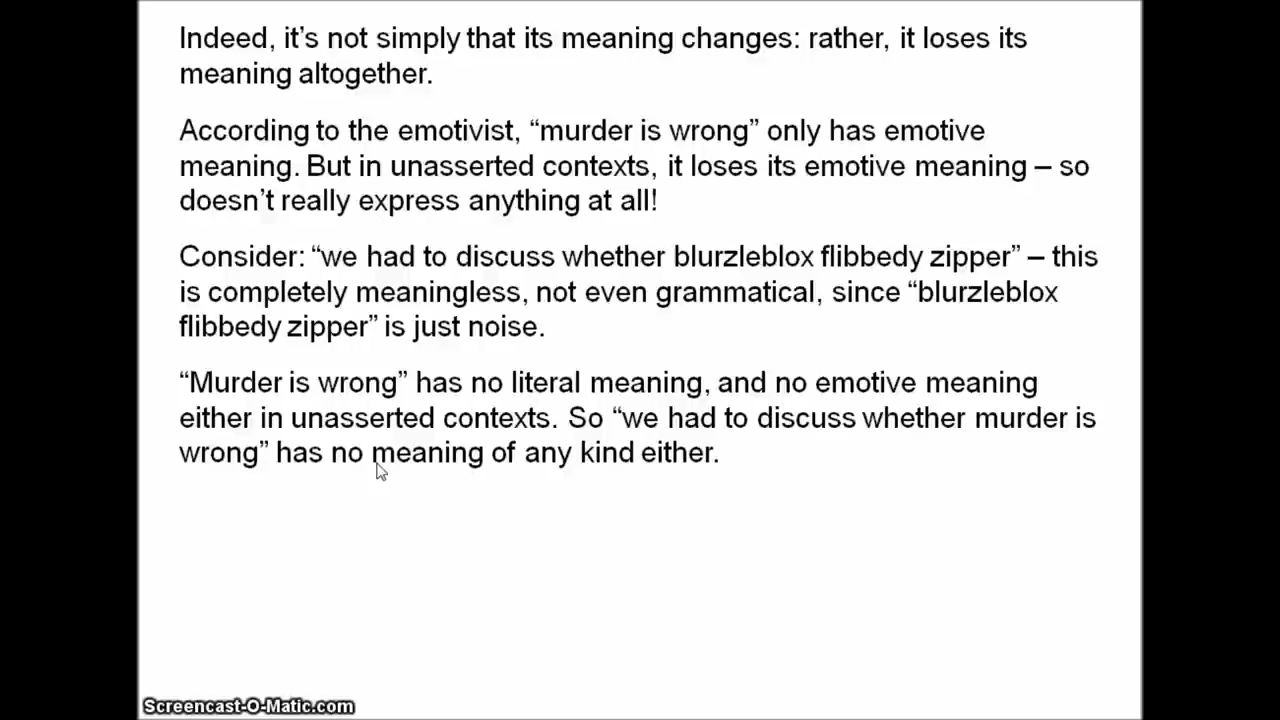 Indeed, it’s not simply that its meaning changes: rather, it loses its
meaning altogether.
According to the emotivist, “murder is wrong” only has emotive
meaning. But in unasserted contexts, it loses its emotive meaning – so
doesn’t really express anything at all!
Consider: “we had to discuss whether blurzleblox flibbedy zipper” – this
is completely meaningless, not even grammatical, since “blurzleblox
flibbedy zipper” is just noise.
“Murder is wrong” has no literal meaning, and no emotive meaning
either in unasserted contexts. So “we had to discuss whether murder is
wrong” has no meaning of any kind either.
Screencast-O-Matic.com